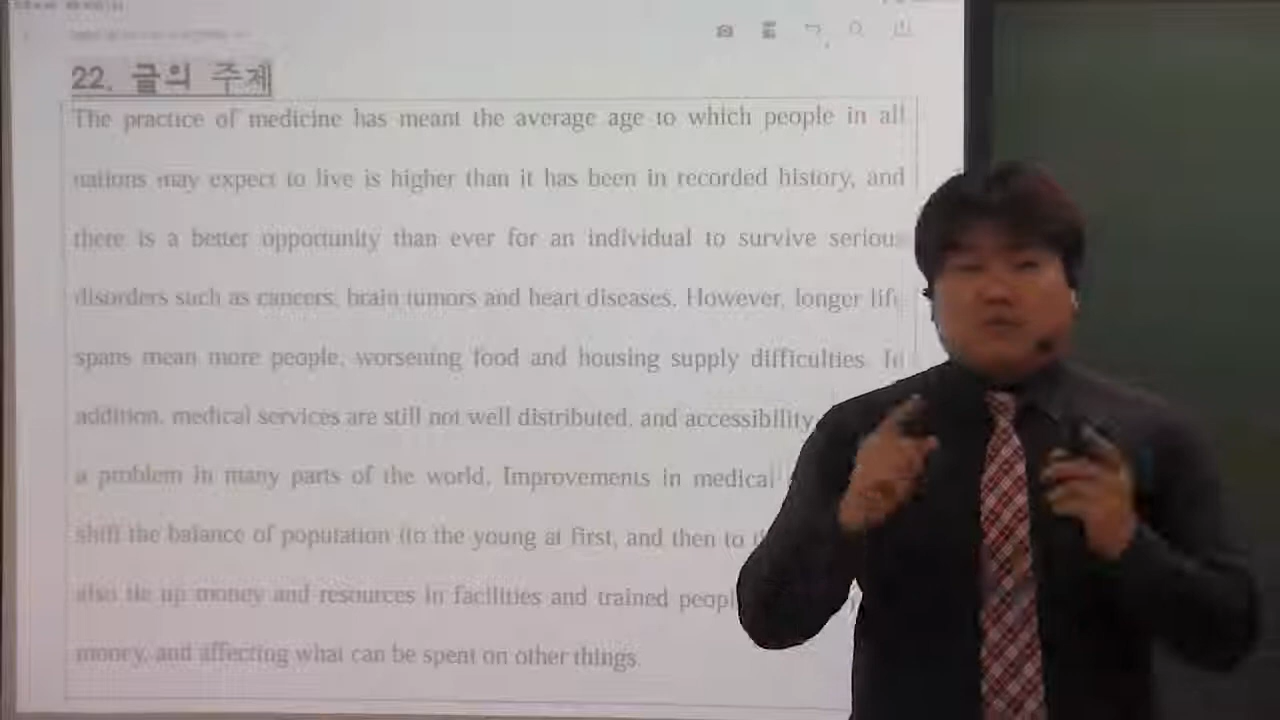 22. 글의 주제
The practice of medicine has meant the average age to which people in all
nations may expect to live is higher than it has been in recorded history, and
there is a better opportunity than ever for an individual to survive serious
disorders such as cancers, brain tumors and heart diseases. However, longer life
spans mean more people, worsening food and housing supply difficulties. In
addition, medical services are still not well distributed, and accessibility
a problem in many parts of the world. Improvements in medical
shift the balance of population (to the young at first, and then to
also tie up money and resources in facilities and trained
money, and affecting what can be spent on other things.